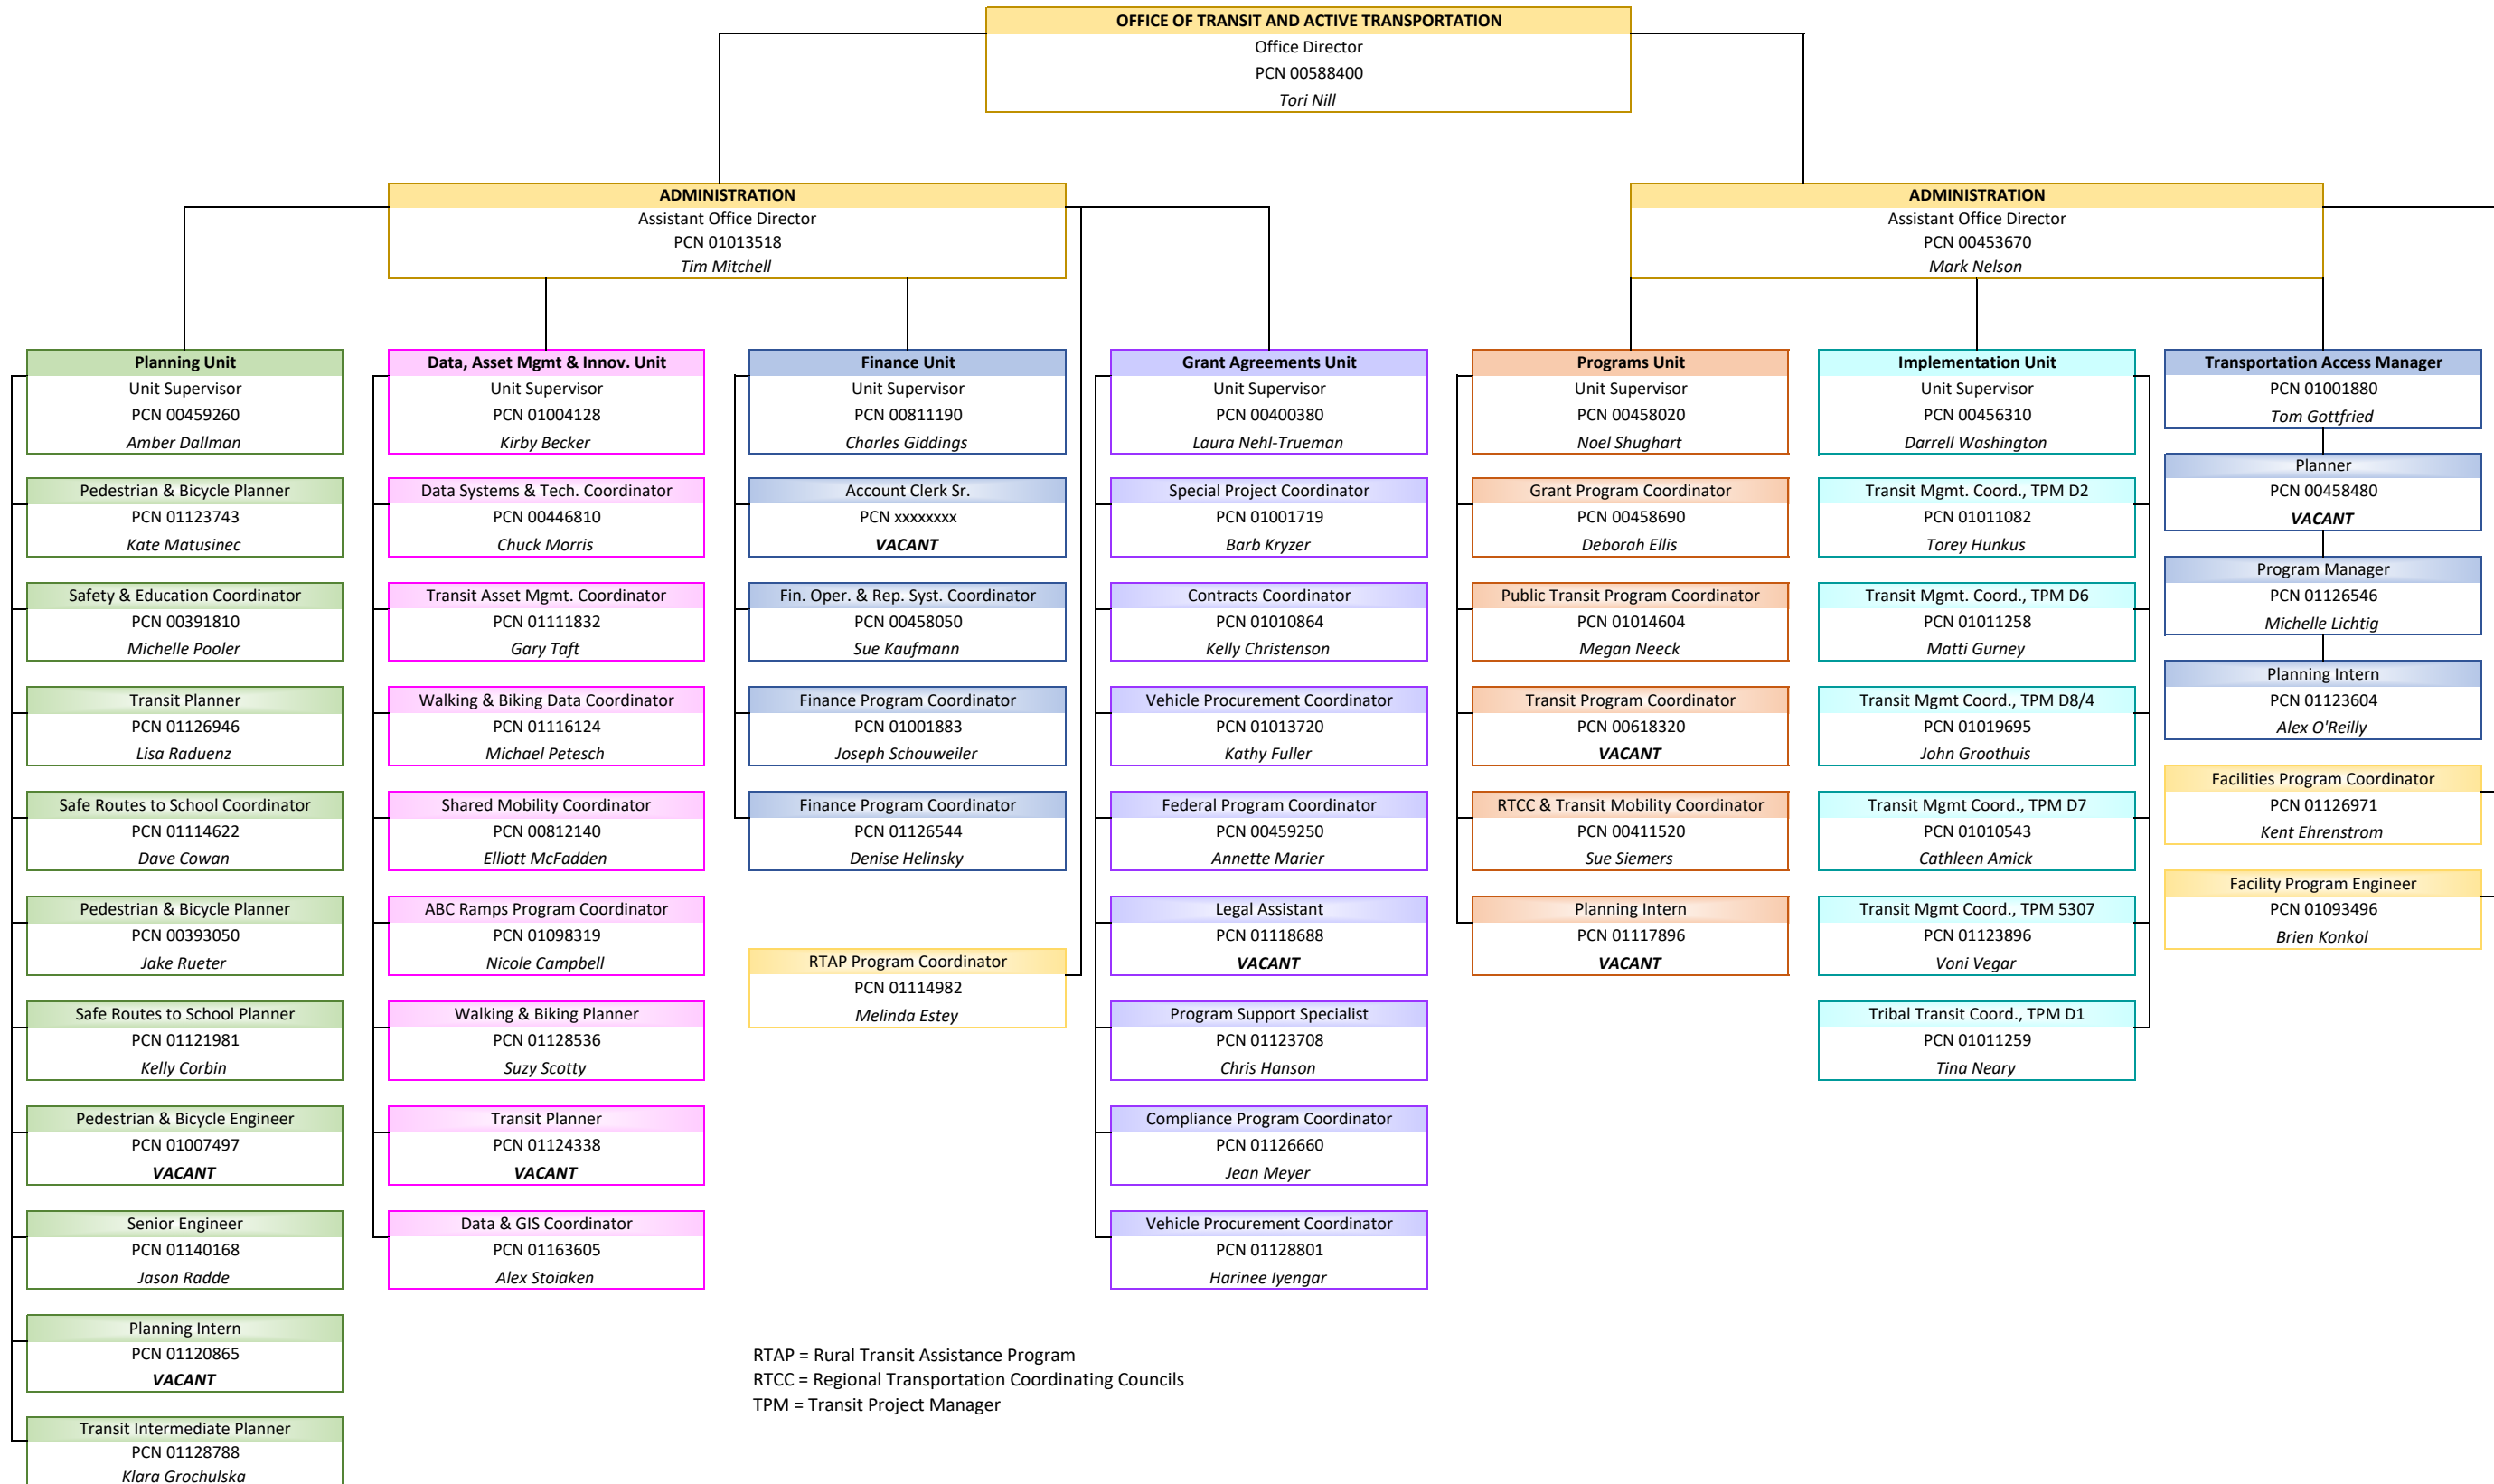 OFFICE OF TRANSIT AND ACTIVE TRANSPORTATION
Office Director
PCN 00588400
Tori Nill
ADMINISTRATION
Assistant Office Director
PCN 01013518
Tim Mitchell
ADMINISTRATION
Assistant Office Director
PCN 00453670
Mark Nelson
Planning Unit
Unit Supervisor
PCN 00459260
Amber Dallman
Pedestrian & Bicycle Planner
PCN 01123743
Kate Matusinec
Safety & Education Coordinator
PCN 00391810
Michelle Pooler
Transit Planner
PCN 01126946
Lisa Raduenz
Safe Routes to School Coordinator
PCN 01114622
Dave Cowan
Pedestrian & Bicycle Planner
PCN 00393050
Jake Rueter
Safe Routes to School Planner
PCN 01121981
Kelly Corbin
Pedestrian & Bicycle Engineer
PCN 01007497
VACANT
Senior Engineer
PCN 01140168
Jason Radde
Planning Intern
PCN 01120865
VACANT
Transit Intermediate Planner
PCN 01128788
Klara Grochulska
Data, Asset Mgmt & Innov. Unit
Unit Supervisor
PCN 01004128
Kirby Becker
Data Systems & Tech. Coordinator
PCN 00446810
Chuck Morris
Transit Asset Mgmt. Coordinator
PCN 01111832
Gary Taft
Walking & Biking Data Coordinator
PCN 01116124
Michael Petesch
Shared Mobility Coordinator
PCN 00812140
Elliott McFadden
ABC Ramps Program Coordinator
PCN 01098319
Nicole Campbell
Walking & Biking Planner
PCN 01128536
Suzy Scotty
Transit Planner
PCN 01124338
VACANT
Data & GIS Coordinator
PCN 01163605
Alex Stoiaken
Finance Unit
Unit Supervisor
PCN 00811190
Charles Giddings
Account Clerk Sr.
PCN xxxxxxxx
VACANT
Fin. Oper. & Rep. Syst. Coordinator
PCN 00458050
Sue Kaufmann
Finance Program Coordinator
PCN 01001883
Joseph Schouweiler
Finance Program Coordinator
PCN 01126544
Denise Helinsky
RTAP Program Coordinator
PCN 01114982
Melinda Estey
Grant Agreements Unit
Unit Supervisor
PCN 00400380
Laura Nehl-Trueman
Special Project Coordinator
PCN 01001719
Barb Kryzer
Contracts Coordinator
PCN 01010864
Kelly Christenson
Vehicle Procurement Coordinator
PCN 01013720
Kathy Fuller
Federal Program Coordinator
PCN 00459250
Annette Marier
Legal Assistant
PCN 01118688
VACANT
Program Support Specialist
PCN 01123708
Chris Hanson
Compliance Program Coordinator
PCN 01126660
Jean Meyer
Vehicle Procurement Coordinator
PCN 01128801
Harinee Iyengar
Programs Unit
Unit Supervisor
PCN 00458020
Noel Shughart
Grant Program Coordinator
PCN 00458690
Deborah Ellis
Public Transit Program Coordinator
PCN 01014604
Megan Neeck
Transit Program Coordinator
PCN 00618320
VACANT
RTCC & Transit Mobility Coordinator
PCN 00411520
Sue Siemers
Planning Intern
PCN 01117896
VACANT
Implementation Unit
Unit Supervisor
PCN 00456310
Darrell Washington
Transit Mgmt. Coord., TPM D2
PCN 01011082
Torey Hunkus
Transit Mgmt. Coord., TPM D6
PCN 01011258
Matti Gurney
Transit Mgmt Coord., TPM D8/4
PCN 01019695
John Groothuis
Transit Mgmt Coord., TPM D7
PCN 01010543
Cathleen Amick
Transit Mgmt Coord., TPM 5307
PCN 01123896
Voni Vegar
Tribal Transit Coord., TPM D1
PCN 01011259
Tina Neary
Transportation Access Manager
PCN 01001880
Tom Gottfried
Planner
PCN 00458480
VACANT
Program Manager
PCN 01126546
Michelle Lichtig
Planning Intern
PCN 01123604
Alex O'Reilly
Facilities Program Coordinator
PCN 01126971
Kent Ehrenstrom
Facility Program Engineer
PCN 01093496
Brien Konkol
RTAP = Rural Transit Assistance Program
RTCC = Regional Transportation Coordinating Councils
TPM = Transit Project Manager